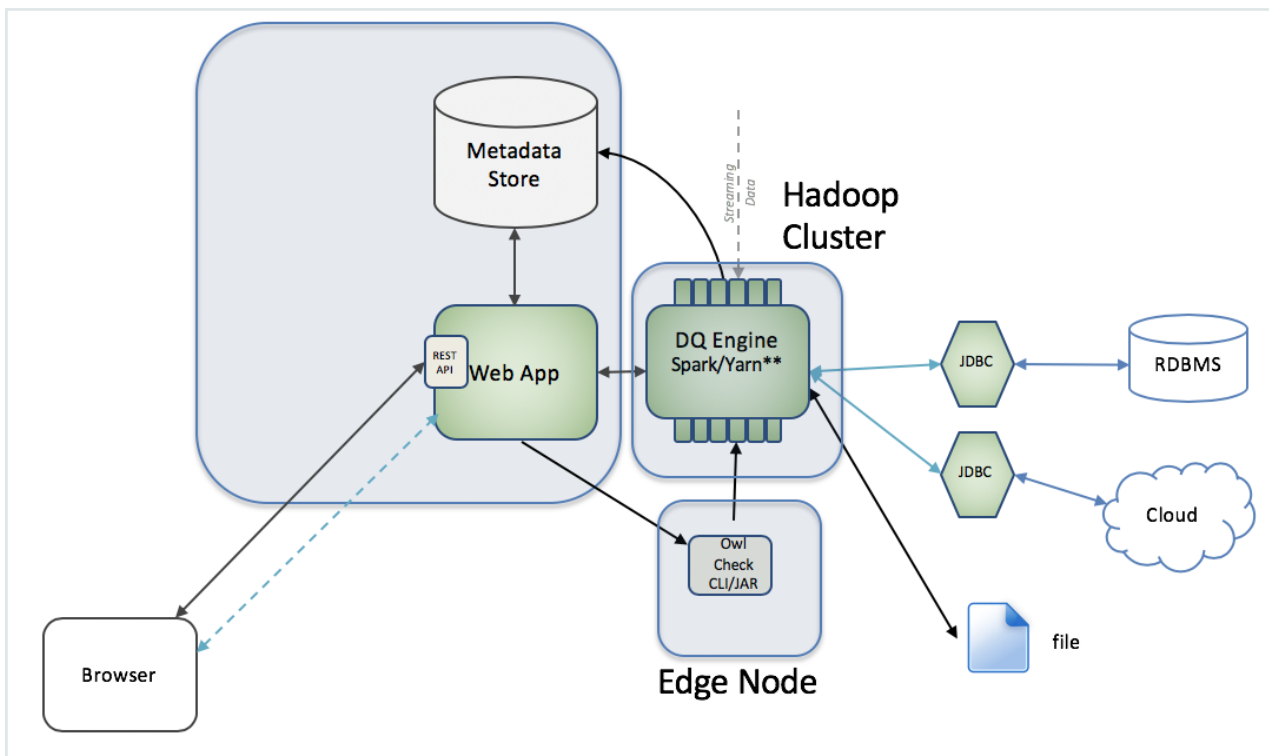 Metadata
Store
Streaming
Data
Hadoop
Cluster
REST
API
Web App
DQ Engine
Spark/Yarn**
JDBC
RDBMS
JDBC
Cloud
Owl
Check
CLI/JAR
file
Browser
Edge Node